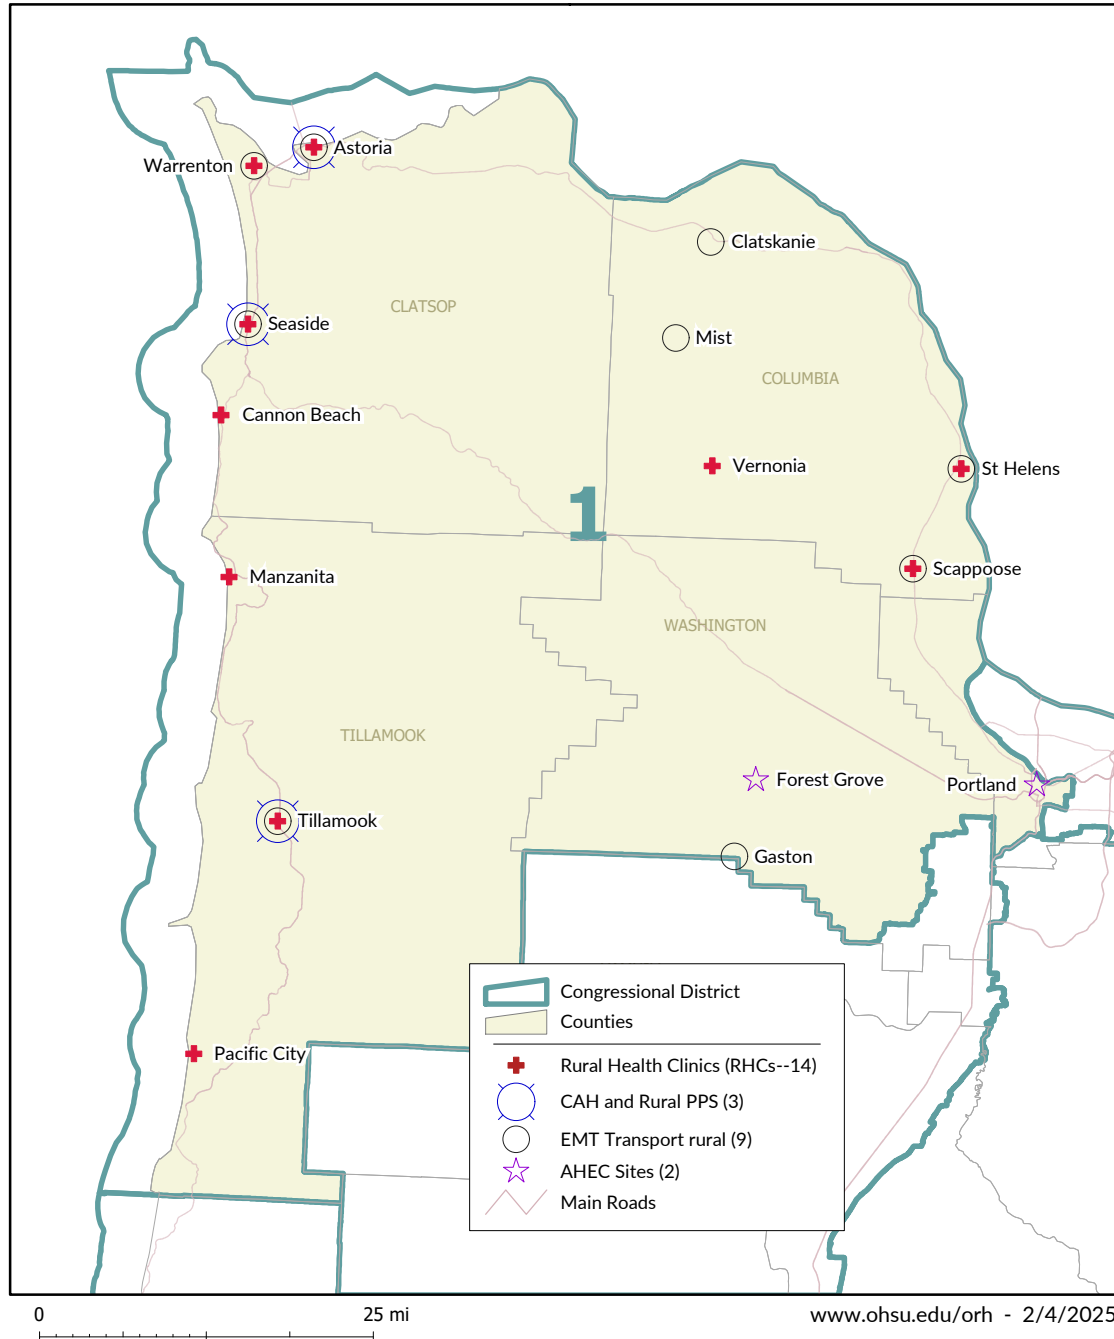 Astoria
Warrenton
Clatskanie
CLATSOP
Seaside
Mist
COLUMBIA
Cannon Beach
Vernonia
St Helens
1
Scappoose
Manzanita
WASHINGTON
TILLAMOOK
Forest Grove
Portland
Tillamook
Gaston
Congressional District
Counties
Pacific City
Rural Health Clinics (RHCs--14)
CAH and Rural PPS (3)
EMT Transport rural (9)
AHEC Sites (2)
Main Roads
0 25 mi
www.ohsu.edu/orh - 2/4/2025